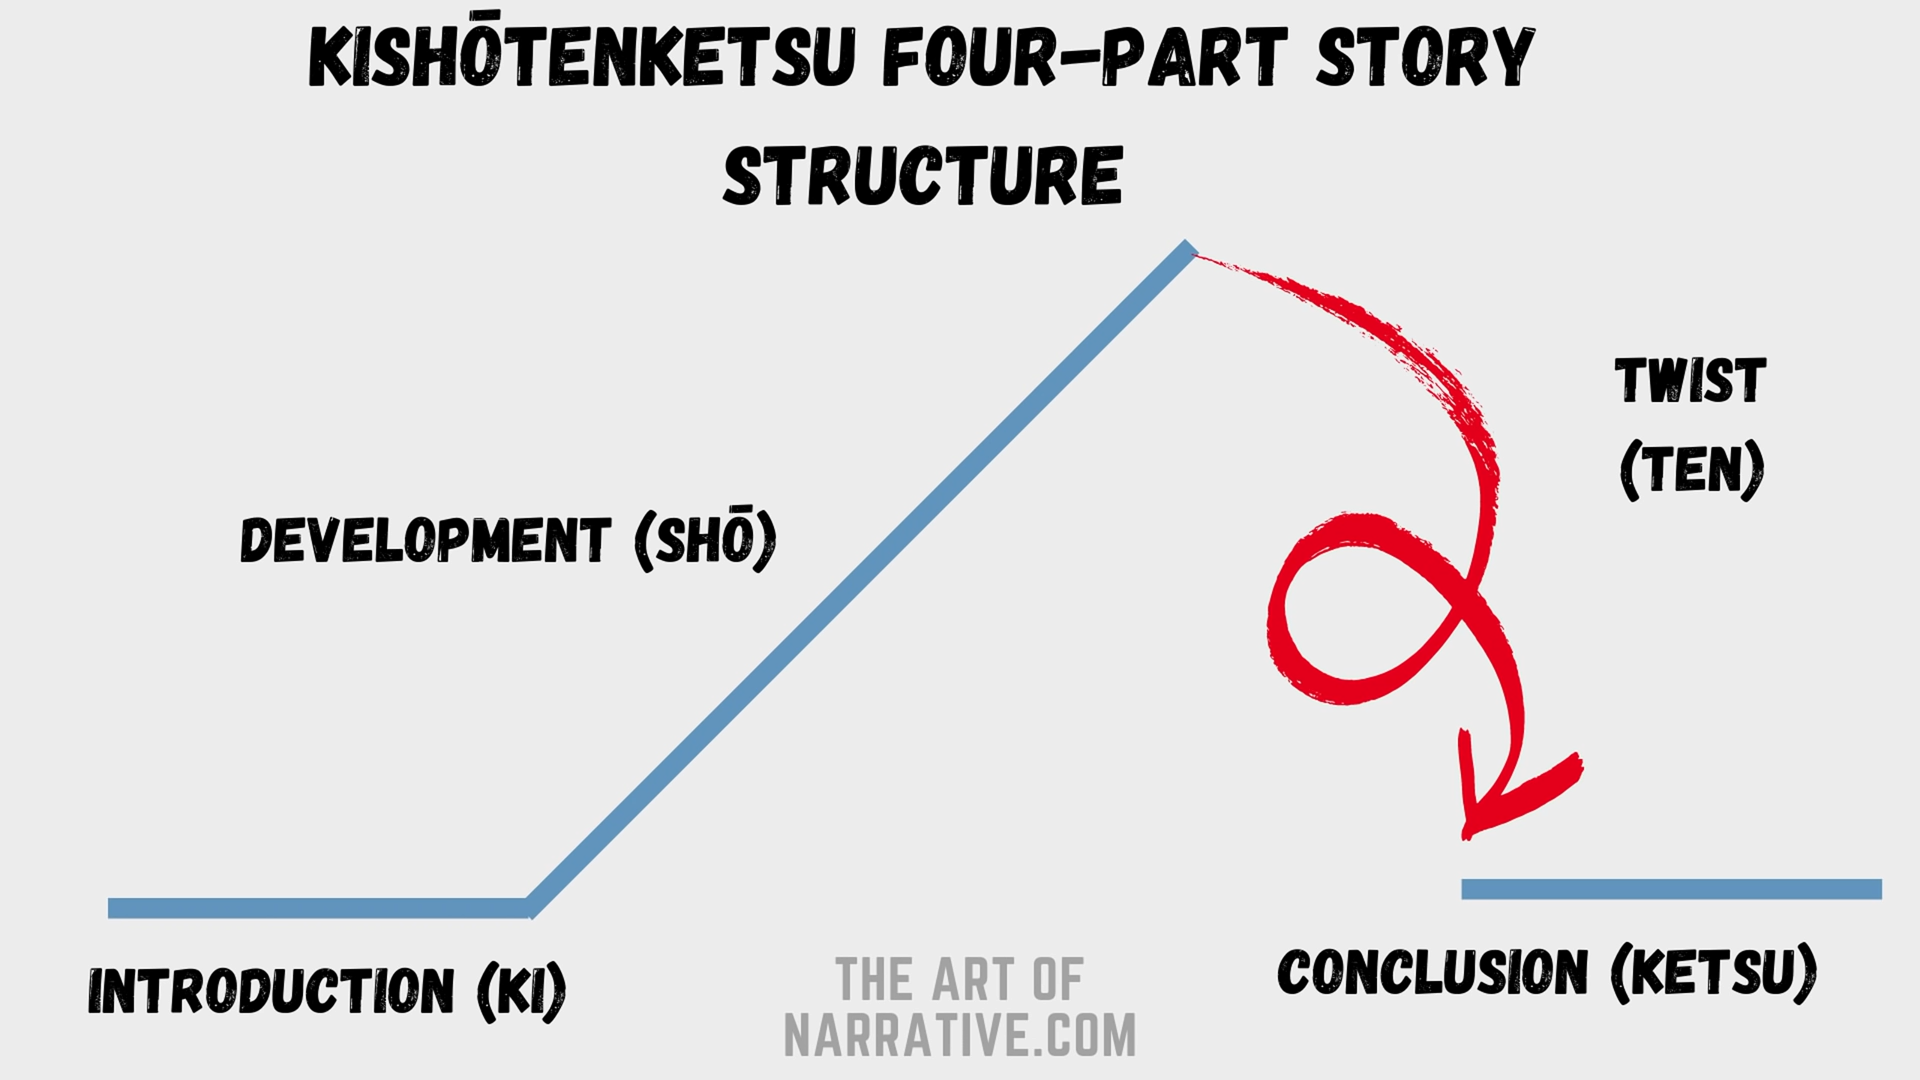 KISHŌTENKETSU FOUR-PART STORY
STRUCTURE
TWIST
(TEN)
DEVELOPMENT (SHŌ)
INTRODUCTION (KI)
CONCLUSION (KETSU)
THE ART OF
NARRATIVE.COM